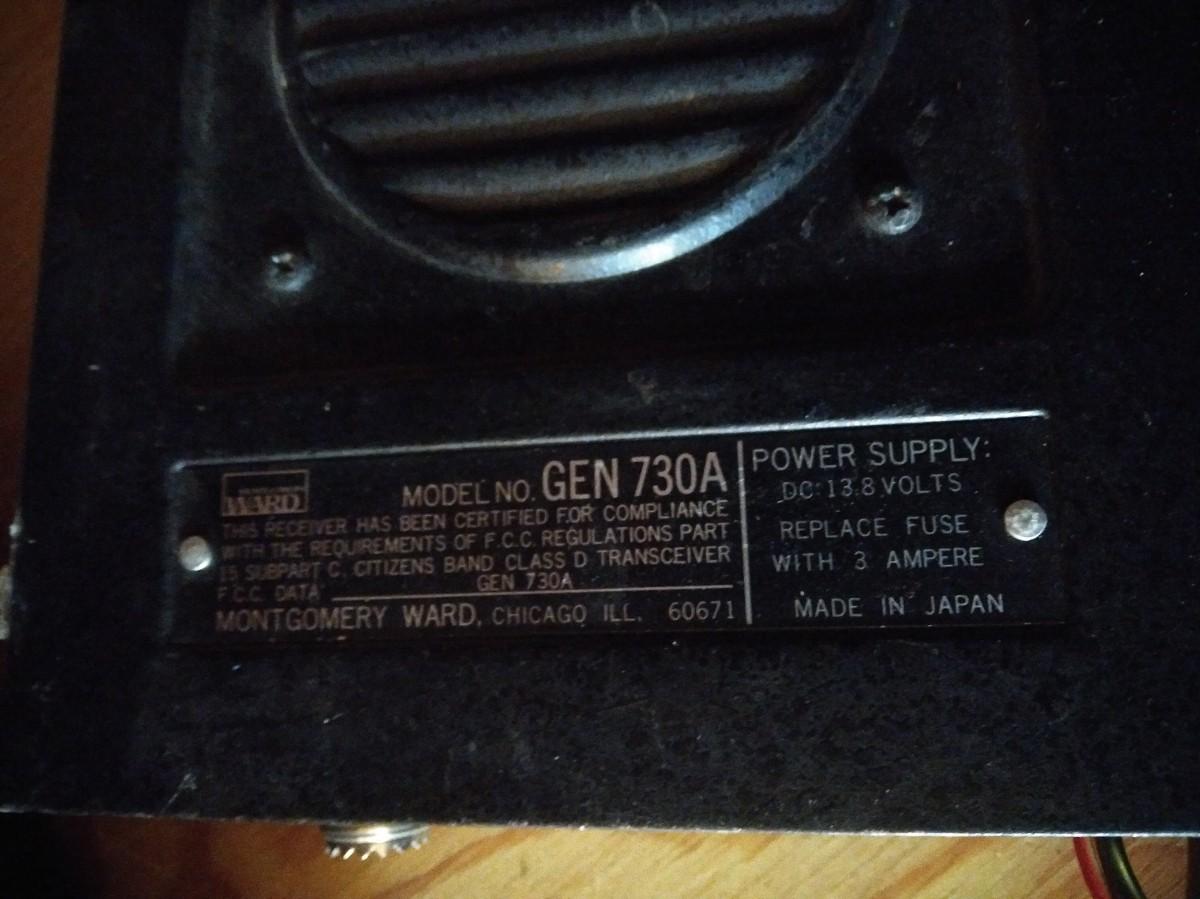 WARD
MODEL NO. GEN 730A
THIS RECEIVER HAS BEEN CERTIFIED FOR COMPLIANCE
WITH THE REQUIREMENTS OF F.C.C. REGULATIONS PART
15 SUBPART C. CITIZENS BAND CLASS D TRANSCEIVER
F.C.C. DATA GEN 730A
MONTGOMERY WARD, CHICAGO ILL. 60671
POWER SUPPLY:
DC 13.8 VOLTS
REPLACE FUSE
WITH 3 AMPERE
MADE IN JAPAN